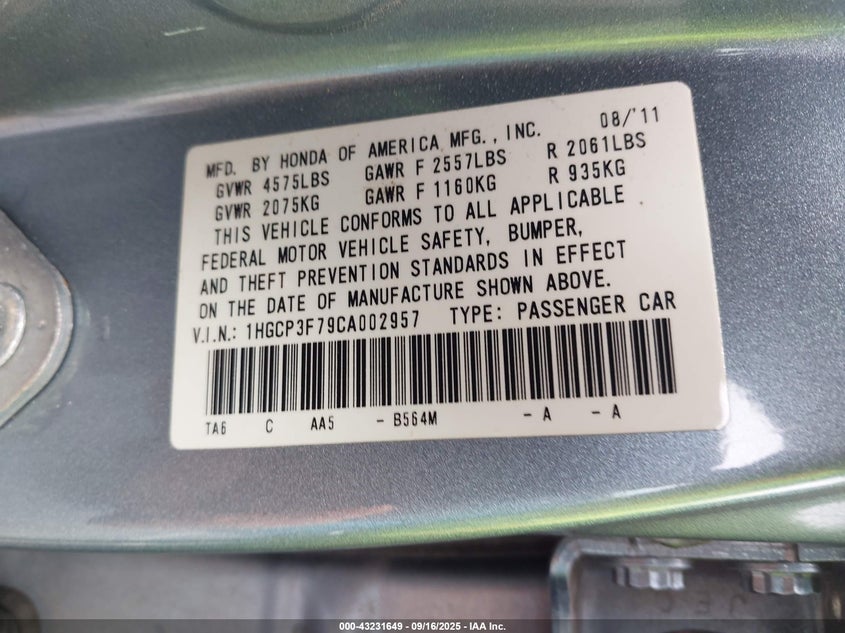 MFD. BY HONDA OF AMERICA MFG., INC. 08/'11
GVWR 4575LBS GAWR F 2557LBS R 2061LBS
GVWR 2075KG GAWR F 1160KG R 935KG
THIS VEHICLE CONFORMS TO ALL APPLICABLE
FEDERAL MOTOR VEHICLE SAFETY, BUMPER,
AND THEFT PREVENTION STANDARDS IN EFFECT
ON THE DATE OF MANUFACTURE SHOWN ABOVE.
V.I.N.: 1HGCP3F79CA002957 TYPE: PASSENGER CAR
TA6 C AA5 - B564M - A - A
000-43231649 - 09/16/2025 - IAA Inc.